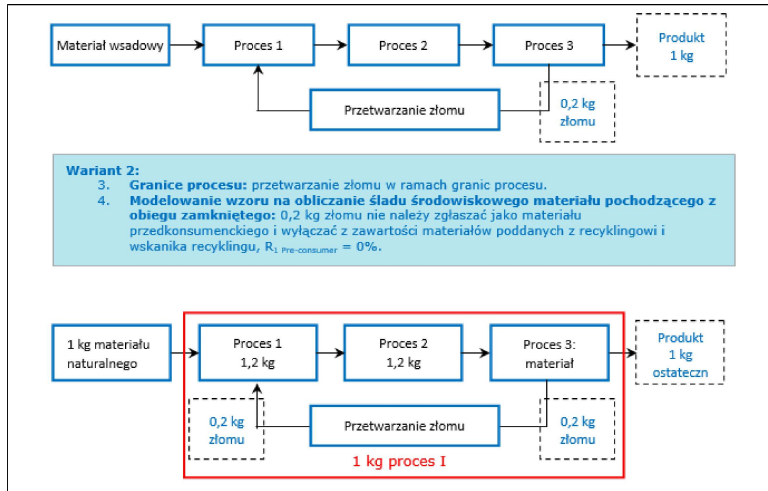 Materiał wsadowy
Proces 1
Proces 2
Proces 3
Produkt
1 kg
Przetwarzanie złomu
0,2 kg
złomu
Wariant 2:
3. Granice procesu: przetwarzanie złomu w ramach granic procesu.
4. Modelowanie wzoru na obliczanie śladu środowiskowego materiału pochodzącego z
obiegu zamkniętego: 0,2 kg złomu nie należy zgłaszać jako materiału
przedkonsumenckiego i wyłączać z zawartości materiałów poddanych z recyklingowi i
wskanika recyklingu, R1 Pre-consumer = 0%.
1 kg materiału
naturalnego
Proces 1
1,2 kg
Proces 2
1,2 kg
Proces 3:
materiał
Produkt
1 kg
ostateczn
0,2 kg
złomu
Przetwarzanie złomu
0,2 kg
złomu
1 kg proces I